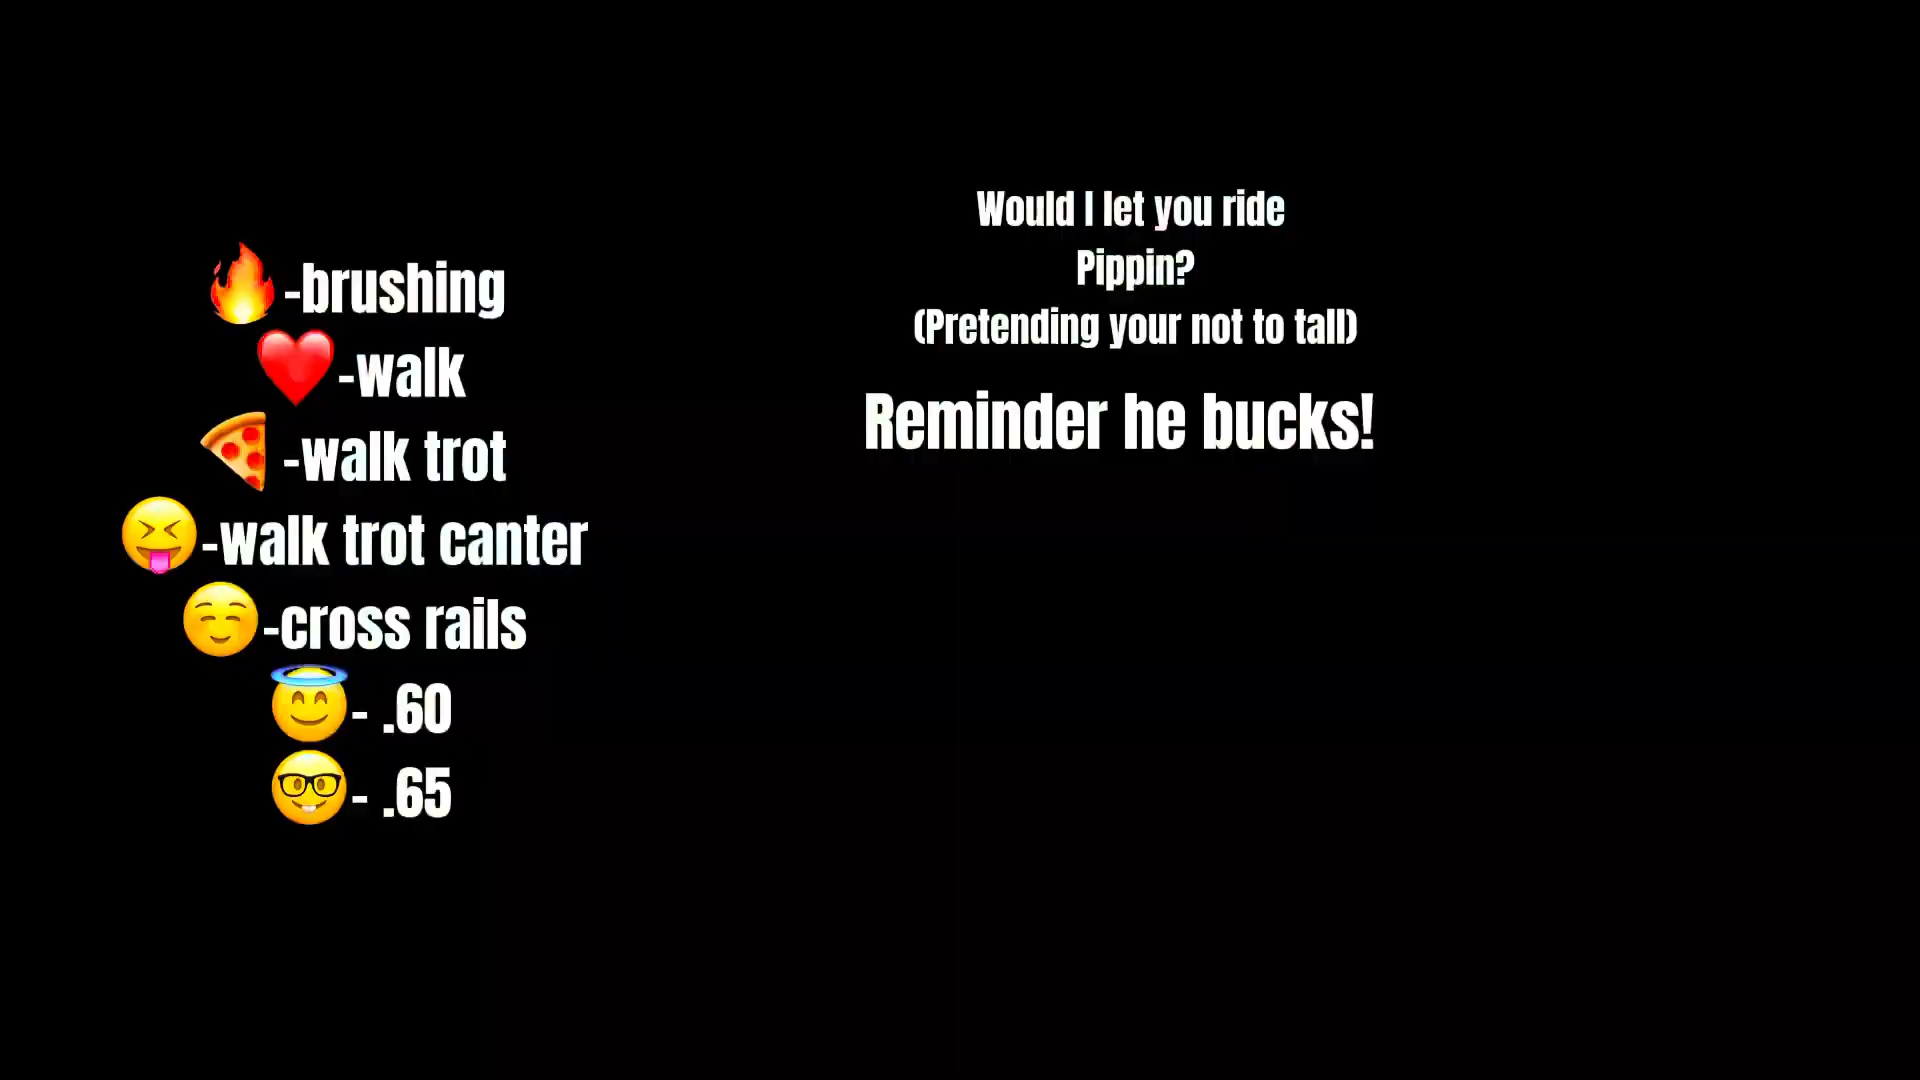 🔥-brushing
❤️-walk
🍕-walk trot
😝-walk trot canter
☺️-cross rails
😇- .60
🤓- .65
Would I let you ride
Pippin?
(Pretending your not to tall)
Reminder he bucks!